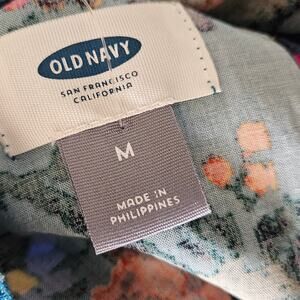 OLD NAVY
SAN FRANCISCO
CALIFORNIA
M
MADE IN
PHILIPPINES